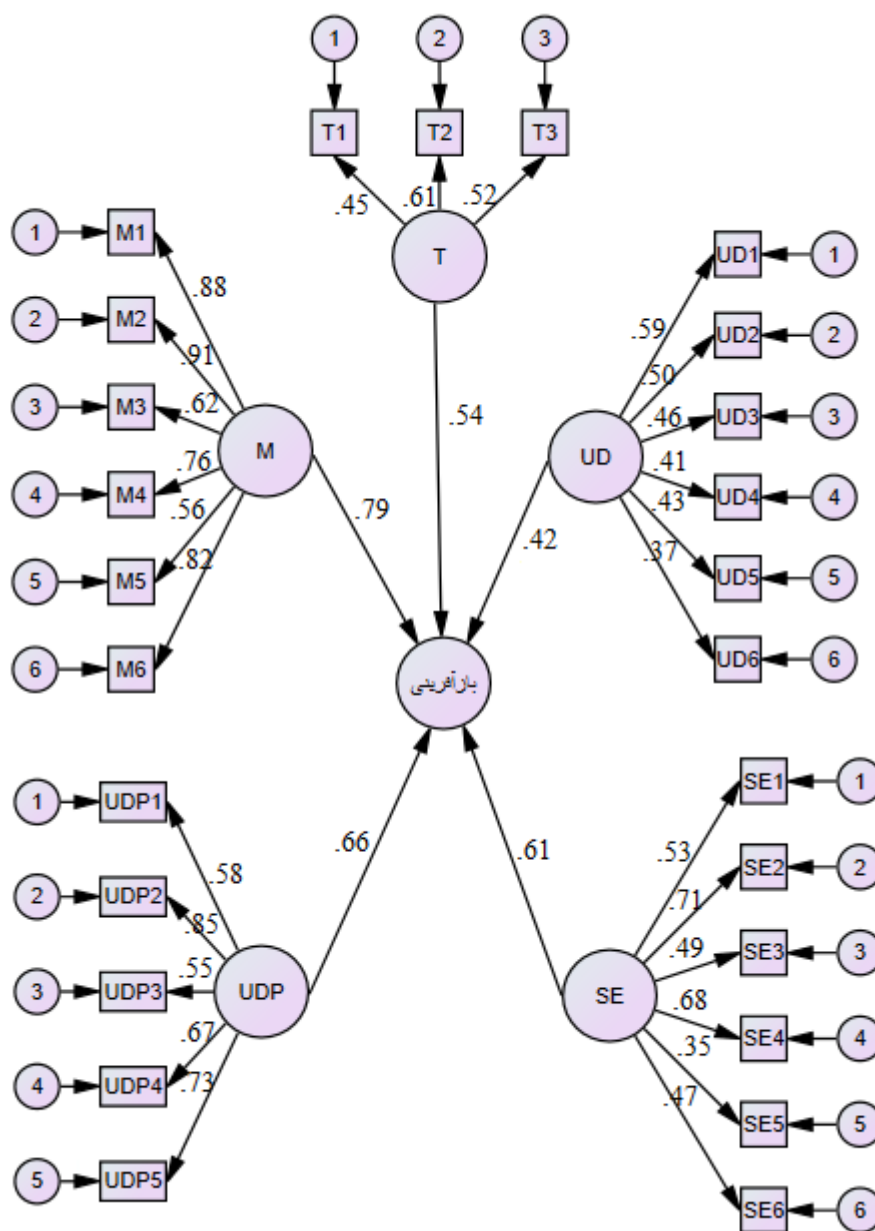 1 2 3
T1 T2 T3
.45 .61 .52
T
1 M1
2 M2
3 M3
4 M4
5 M5
6 M6
.88
.91
.62
.76
.56
.82
M
.79
.54
UD1 1
UD2 2
UD3 3
UD4 4
UD5 5
UD6 6
.59
.50
.46
.41
.43
.37
UD
.42
بازآفرینی
1 UDP1
2 UDP2
3 UDP3
4 UDP4
5 UDP5
.58
.85
.55
.67
.73
UDP
.66
.61
SE1 1
SE2 2
SE3 3
SE4 4
SE5 5
SE6 6
.53
.71
.49
.68
.35
.47
SE